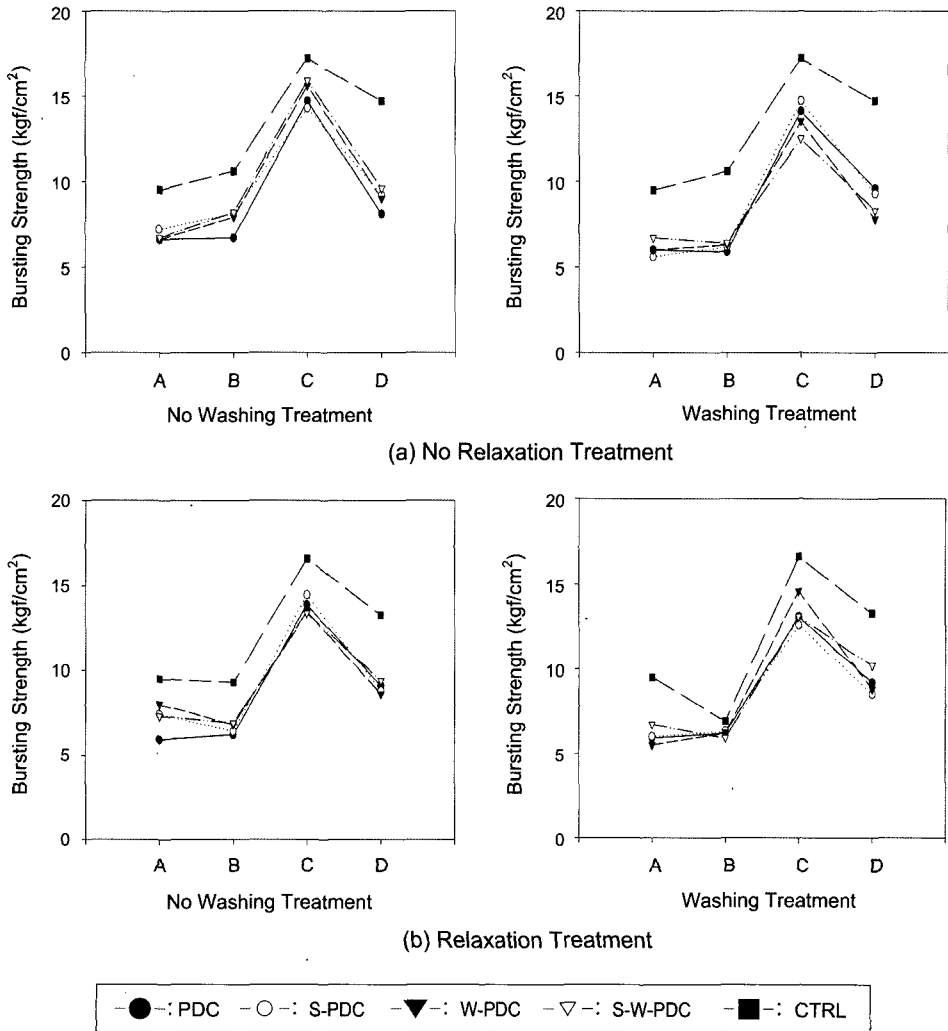 20
15
10
5
0
Bursting Strength (kgf/cm²)
A B C D
No Washing Treatment
20
15
10
5
0
Bursting Strength (kgf/cm²)
A B C D
Washing Treatment
(a) No Relaxation Treatment
20
15
10
5
0
Bursting Strength (kgf/cm²)
A B C D
No Washing Treatment
20
15
10
5
0
Bursting Strength (kgf/cm²)
A B C D
Washing Treatment
(b) Relaxation Treatment
: PDC : S-PDC : W-PDC : S-W-PDC : CTRL